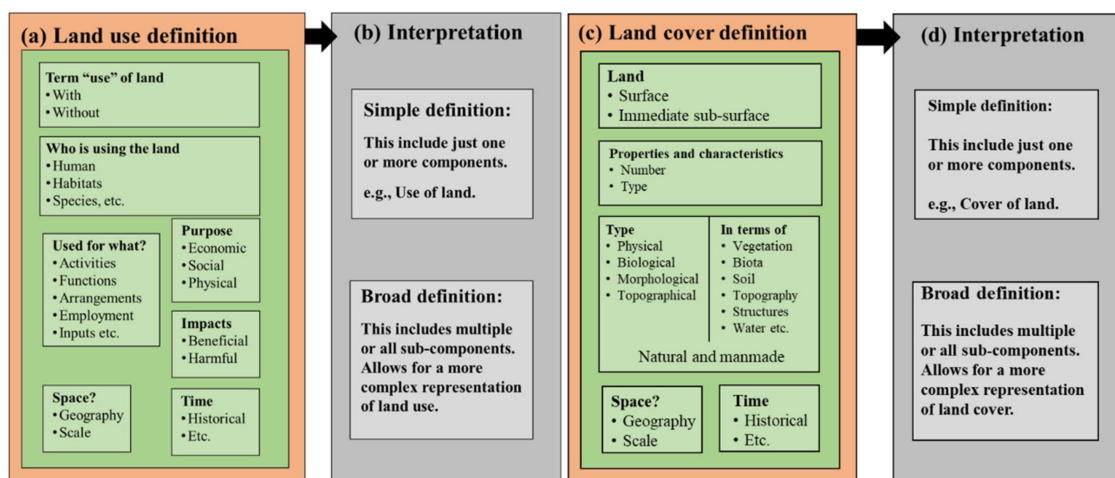 (a) Land use definition
Term “use” of land
• With
• Without
Who is using the land
• Human
• Habitats
• Species, etc.
Used for what?
• Activities
• Functions
• Arrangements
• Employment
• Inputs etc.
Purpose
• Economic
• Social
• Physical
Impacts
• Beneficial
• Harmful
Space?
• Geography
• Scale
Time
• Historical
• Etc.
(b) Interpretation
Simple definition:
This include just one
or more components.
e.g., Use of land.
Broad definition:
This includes multiple
or all sub-components.
Allows for a more
complex representation
of land use.
(c) Land cover definition
Land
• Surface
• Immediate sub-surface
Properties and characteristics
• Number
• Type
Type
• Physical
• Biological
• Morphological
• Topographical
In terms of
• Vegetation
• Biota
• Soil
• Topography
• Structures
• Water etc.
Natural and manmade
Space?
• Geography
• Scale
Time
• Historical
• Etc.
(d) Interpretation
Simple definition:
This include just one
or more components.
e.g., Cover of land.
Broad definition:
This includes multiple
or all sub-components.
Allows for a more
complex representation
of land cover.